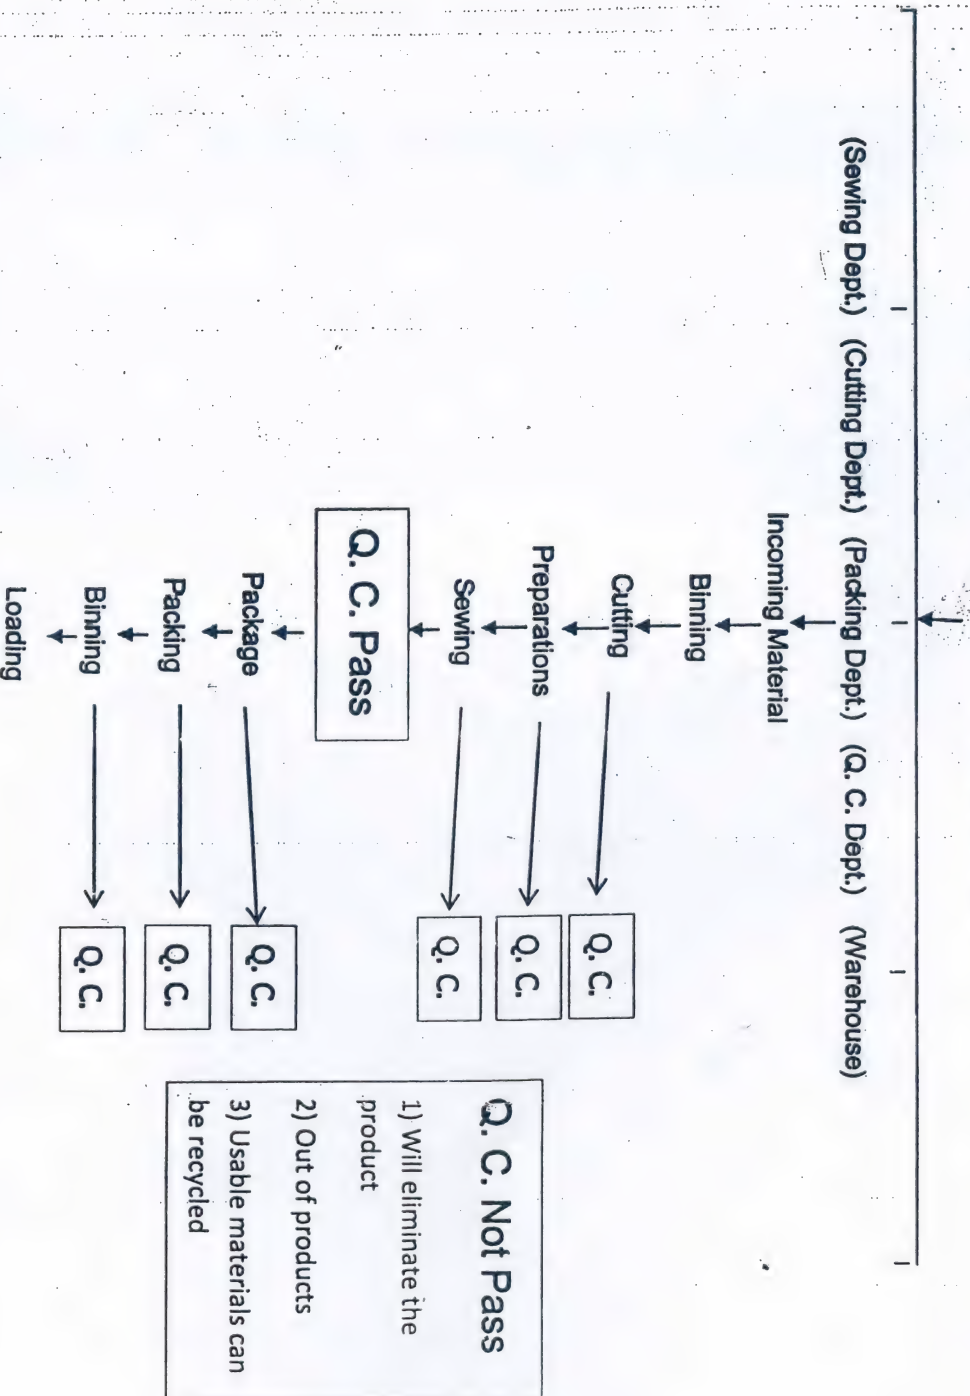 (Sewing Dept.) (Cutting Dept.) (Packing Dept.) (Q. C. Dept.) (Warehouse)
Incoming Material
Binning
Cutting
Q. C.
Preparations
Q. C.
Sewing
Q. C.
Q. C. Pass
Package
Q. C.
Packing
Q. C.
Binning
Q. C.
Loading
Q. C. Not Pass
1) Will eliminate the
product
2) Out of products
3) Usable materials can
be recycled